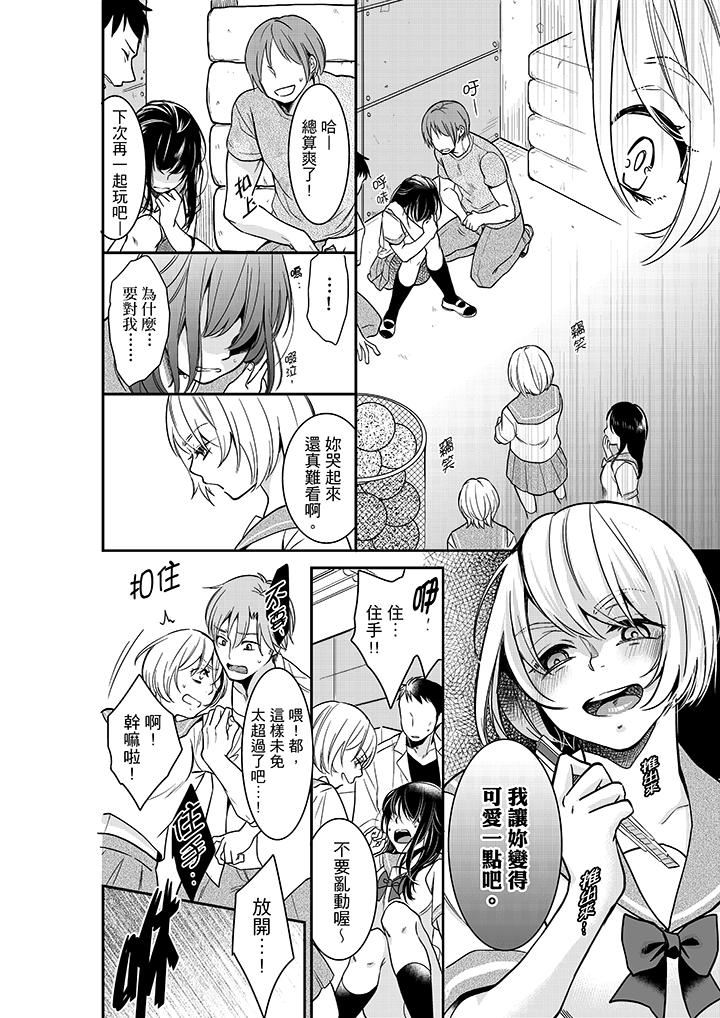 吁—
呼
哧
竊笑
竊笑
哈—
總算爽了！
扣上
下次再一起玩吧—
…！
嗚…
啜泣…
為什麼…
要對我……
妳哭起來
還真難看啊。
我讓妳變得
可愛一點吧。
推出來
推出來…
咿…！
住…
住手！！
不要亂動喔～
不要
扣住
喂！都，
這樣未免
太超過了吧…！
啊！
幹嘛啦！
住手…
放開…！